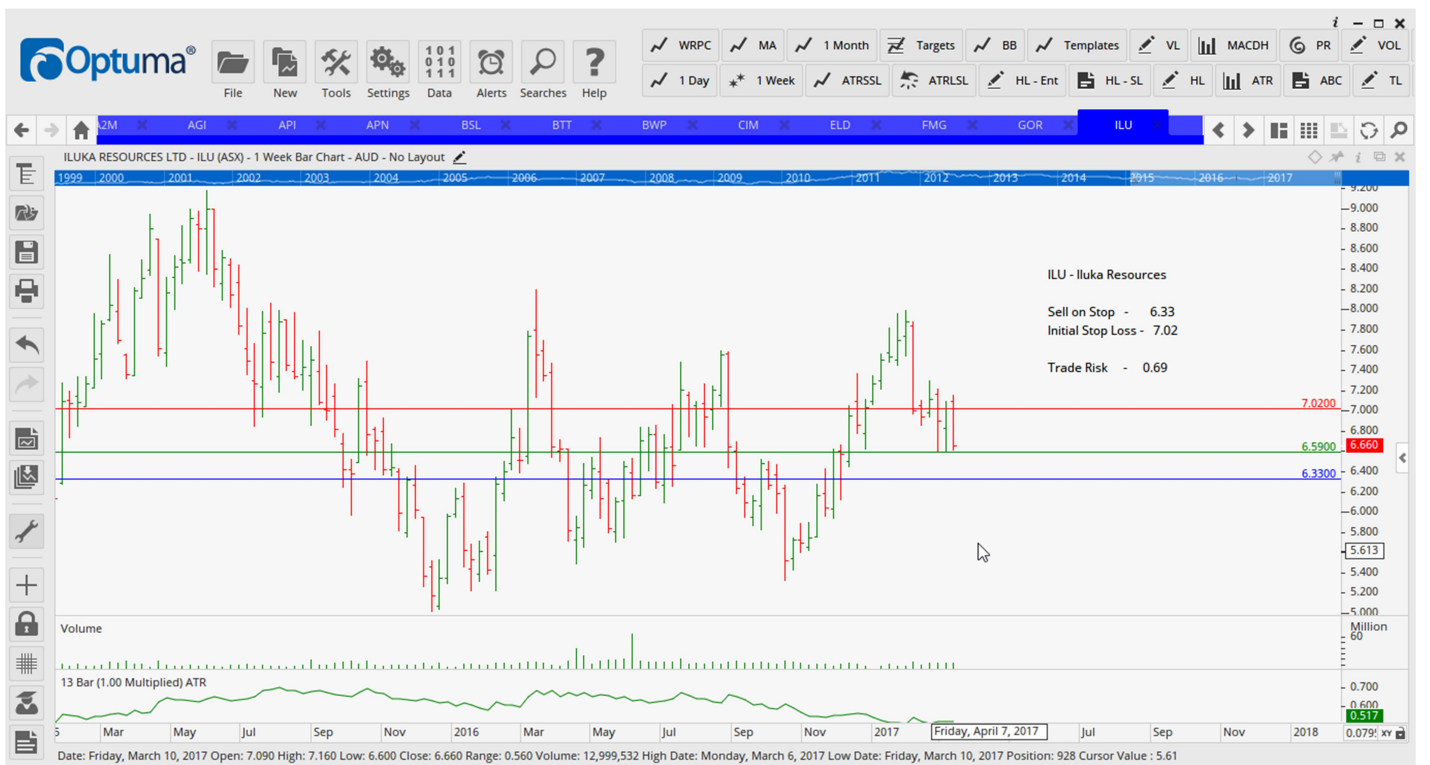 Optuma®
File New Tools Settings Data Alerts Searches Help
WRPC MA 1 Month Targets BB Templates VL MACDH PR VOL
1 Day 1 Week ATRSSL ATRLSL HL - Ent HL - SL HL ATR ABC TL
A2M AGI API APN BSL BTT BWP CIM ELD FMG GOR ILU
ILUKA RESOURCES LTD - ILU (ASX) - 1 Week Bar Chart - AUD - No Layout
1999 2000 2001 2002 2003 2004 2005 2006 2007 2008 2009 2010 2011 2012 2013 2014 2015 2016 2017
9.200
9.000
8.800
8.600
ILU - Iluka Resources
8.400
8.200
Sell on Stop - 6.33
8.000
Initial Stop Loss - 7.02
7.800
7.600
Trade Risk - 0.69
7.400
7.200
7.0200
7.000
6.800
6.5900
6.660
6.400
6.3300
6.200
6.000
5.800
5.613
5.400
5.200
5.000
Volume
Million
60
13 Bar (1.00 Multiplied) ATR
0.700
0.600
0.517
Mar May Jul Sep Nov 2016 Mar May Jul Sep Nov 2017 Friday, April 7, 2017 Jul Sep Nov 2018 XY
Date: Friday, March 10, 2017 Open: 7.090 High: 7.160 Low: 6.600 Close: 6.660 Range: 0.560 Volume: 12,999,532 High Date: Monday, March 6, 2017 Low Date: Friday, March 10, 2017 Position: 928 Cursor Value : 5.61